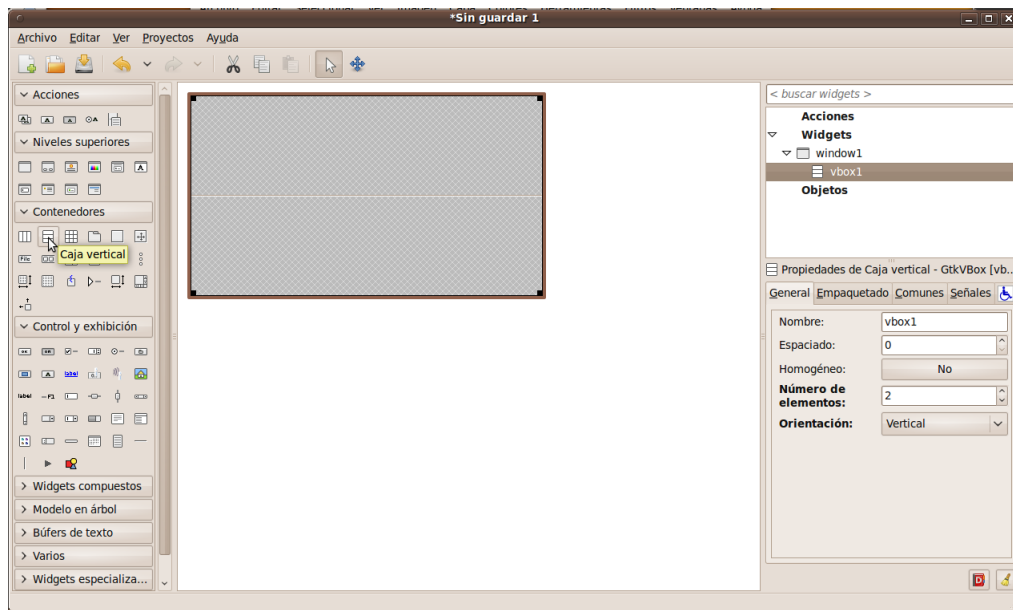 *Sin guardar 1
Archivo Editar Ver Proyectos Ayuda
Acciones
Niveles superiores
Contenedores
File
Caja vertical
Control y exhibición
OK
label
label
Widgets compuestos
Modelo en árbol
Búfers de texto
Varios
Widgets especializa...
< buscar widgets >
Acciones
Widgets
window1
vbox1
Objetos
Propiedades de Caja vertical - GtkVBox [vb...
General Empaquetado Comunes Señales
Nombre: vbox1
Espaciado: 0
Homogéneo: No
Número de
elementos: 2
Orientación: Vertical